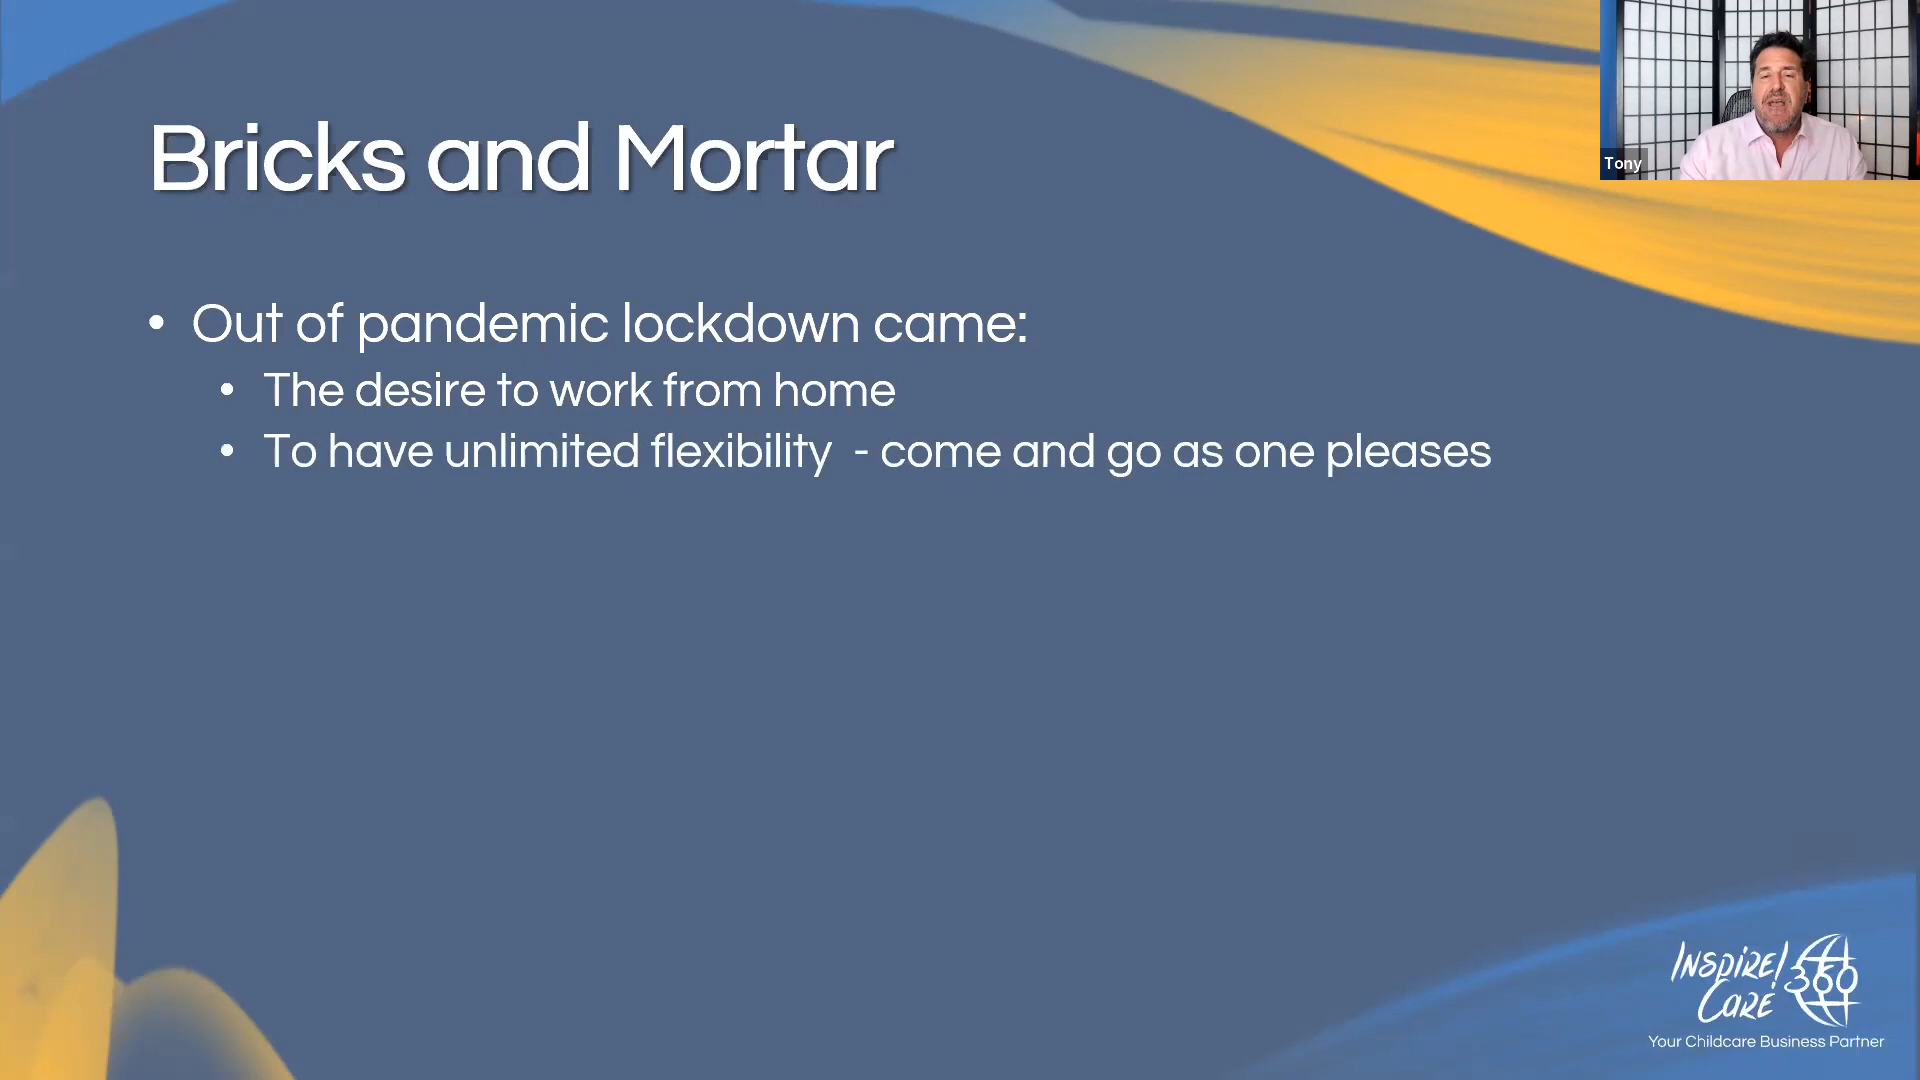 Bricks and Mortar
Tony
• Out of pandemic lockdown came:
• The desire to work from home
• To have unlimited flexibility  - come and go as one pleases
INSPIRE!
CARE
360
Your Childcare Business Partner